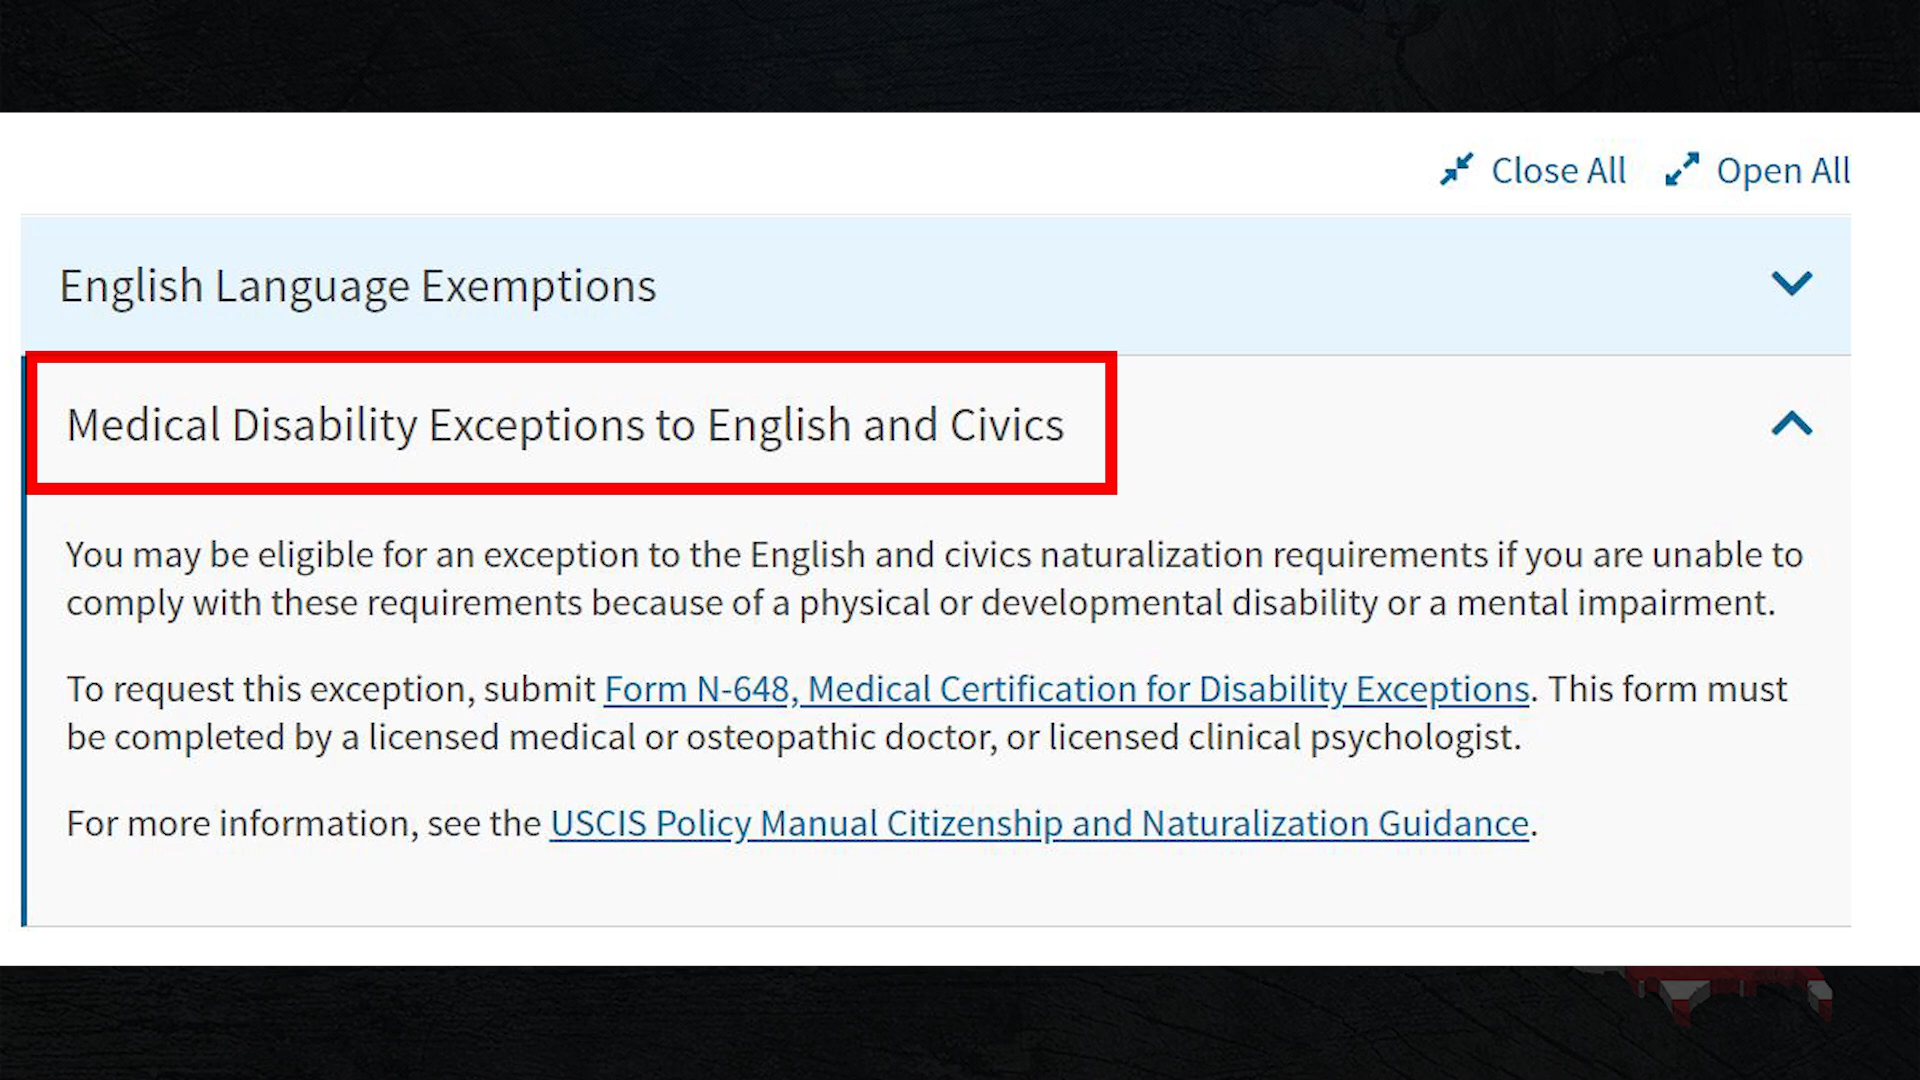 Close All Open All
English Language Exemptions
Medical Disability Exceptions to English and Civics
You may be eligible for an exception to the English and civics naturalization requirements if you are unable to
comply with these requirements because of a physical or developmental disability or a mental impairment.
To request this exception, submit Form N-648, Medical Certification for Disability Exceptions. This form must
be completed by a licensed medical or osteopathic doctor, or licensed clinical psychologist.
For more information, see the USCIS Policy Manual Citizenship and Naturalization Guidance.